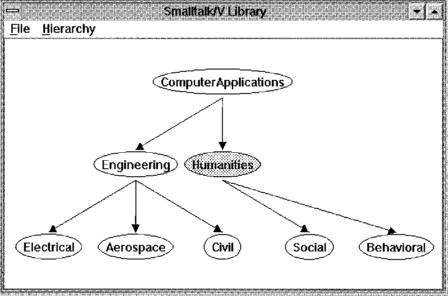 Smalltalk/V Library
File Hierarchy
ComputerApplications
Engineering Humanities
Electrical Aerospace Civil Social Behavioral